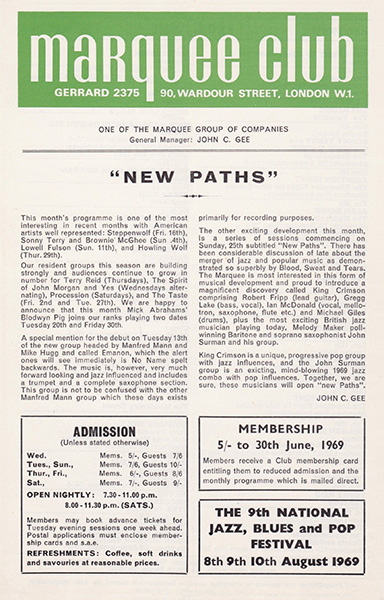 marquee club
GERRARD 2375 90, WARDOUR STREET, LONDON W.1.
ONE OF THE MARQUEE GROUP OF COMPANIES
General Manager: JOHN C. GEE
"NEW PATHS"
This month's programme is one of the most
interesting in recent months with American
artists well represented: Steppenwolf (Fri. 16th),
Sonny Terry and Brownie McGhee (Sun .4th),
Lowell Fulson (Sun. 11th), and Howling Wolf
(Thur. 29th).
Our resident groups this season are building
strongly and audiences continue to grow in
number for Terry Reid (Thursdays), The Spirit
of John Morgan and Yes (Wednesdays alter-
nating), Procession (Saturdays), and The Taste
(Fri. 2nd and Tue. 27th). We are happy to
announce that this month Mick Abrahams'
Blodwyn Pig joins our ranks playing two dates
Tuesday 20th and Friday 30th.
A special mention for the debut on Tuesday 13th
of the new group headed by Manfred Mann and
Mike Hugg and called Emanon, which the alert
ones will see immediately is No Name spelt
backwards. The music is, however, very much
forward looking and jazz influenced and includes
a trumpet and a complete saxophone section.
This group is not to be confused with the other
Manfred Mann group which these days exists
primarily for recording purposes.
The other exciting development this month,
is a series of sessions commencing on
Sunday, 25th subtitled "New Paths". There has
been considerable discussion of late about the
merger of jazz and popular music as demon-
strated so superbly by Blood, Sweat and Tears.
The Marquee is most interested in this form of
musical development and proud to introduce a
magnificent discovery called King Crimson
comprising Robert Fripp (lead guitar), Gregg
Lake (bass, vocal), Ian McDonald (vocal, mello-
tron, saxophone, flute etc.) and Michael Giles
(drums), plus the most exciting British jazz
musician playing today, Melody Maker poll-
winning Baritone and soprano saxophonist John
Surman and his group.
King Crimson is a unique, progressive pop group
with jazz influences, and the John Surman
group is an exicting, mind-blowing 1969 jazz
combo with pop influences. Together, we are
sure, these musicians will open "new Paths".
JOHN C. GEE
ADMISSION
(Unless stated otherwise)
Wed. Mems. 5/-, Guests 7/6
Tues., Sun., Mems. 7/6, Guests 10/-
Thur., Fri., Mems. 6/-, Guests 8/6
Sat., Mems. 7/-, Guests 9/-
OPEN NIGHTLY: 7.30 - 11.00 p.m.
8.00 - 11.30 p.m. (SATS.)
Members may book advance tickets for
Tuesday evening sessions one week ahead.
Postal applications must enclose member-
ship cards and s.a.e.
REFRESHMENTS: Coffee, soft drinks
and savouries at reasonable prices.
MEMBERSHIP
5/- to 30th June, 1969
Members receive a Club membership card
entitling them to reduced admission and the
monthly programme which is mailed direct.
THE 9th NATIONAL
JAZZ, BLUES and POP
FESTIVAL
8th 9th 10th August 1969